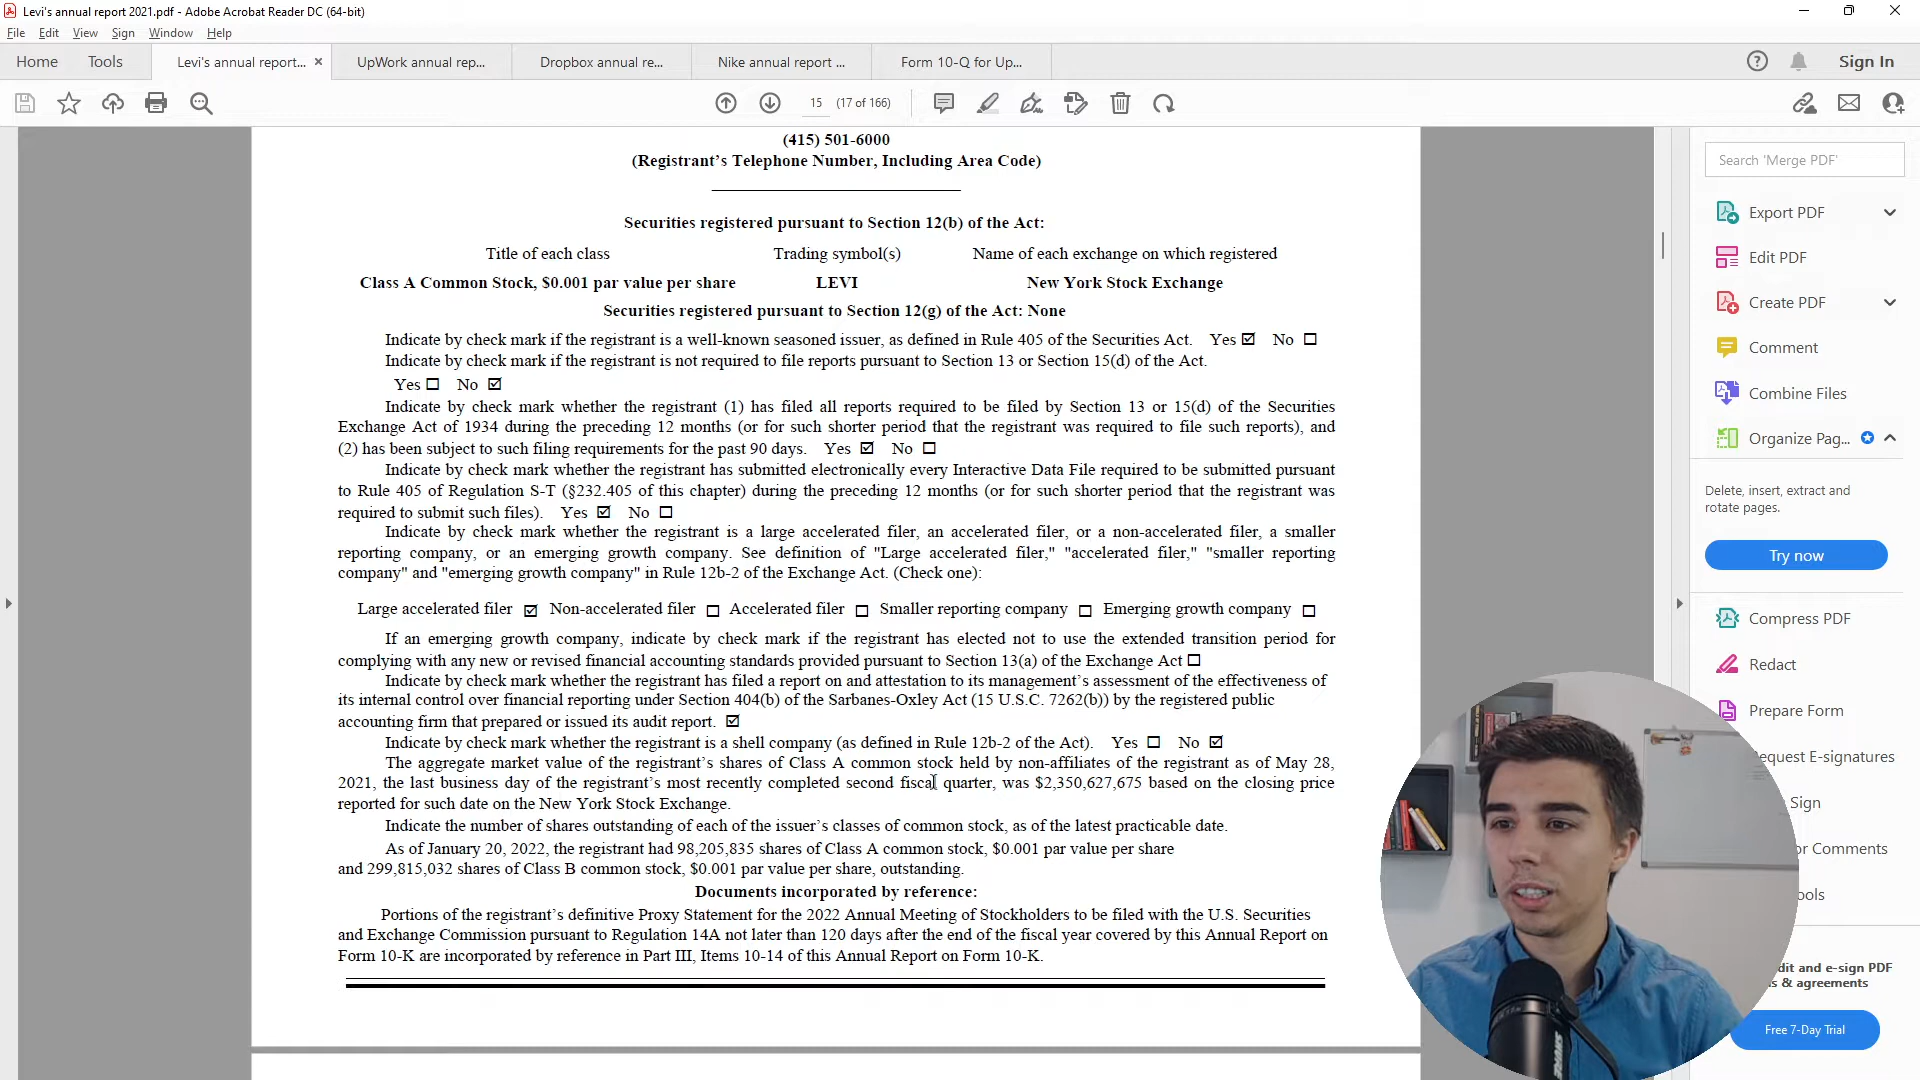 Levi's annual report 2021.pdf - Adobe Acrobat Reader DC (64-bit)
File Edit View Sign Window Help
Home Tools Levi's annual report... × UpWork annual rep... Dropbox annual re... Nike annual report ... Form 10-Q for Up... Sign In
15 (17 of 166)
(415) 501-6000
(Registrant's Telephone Number, Including Area Code)
Securities registered pursuant to Section 12(b) of the Act:
Title of each class Trading symbol(s) Name of each exchange on which registered
Class A Common Stock, $0.001 par value per share LEVI New York Stock Exchange
Securities registered pursuant to Section 12(g) of the Act: None
Indicate by check mark if the registrant is a well-known seasoned issuer, as defined in Rule 405 of the Securities Act. Yes ☑ No ☐
Indicate by check mark if the registrant is not required to file reports pursuant to Section 13 or Section 15(d) of the Act.
Yes ☐ No ☑
Indicate by check mark whether the registrant (1) has filed all reports required to be filed by Section 13 or 15(d) of the Securities
Exchange Act of 1934 during the preceding 12 months (or for such shorter period that the registrant was required to file such reports), and
(2) has been subject to such filing requirements for the past 90 days. Yes ☑ No ☐
Indicate by check mark whether the registrant has submitted electronically every Interactive Data File required to be submitted pursuant
to Rule 405 of Regulation S-T (§232.405 of this chapter) during the preceding 12 months (or for such shorter period that the registrant was
required to submit such files). Yes ☑ No ☐
Indicate by check mark whether the registrant is a large accelerated filer, an accelerated filer, or a non-accelerated filer, a smaller
reporting company, or an emerging growth company. See definition of "Large accelerated filer," "accelerated filer," "smaller reporting
company" and "emerging growth company" in Rule 12b-2 of the Exchange Act. (Check one):
Large accelerated filer ☑ Non-accelerated filer ☐ Accelerated filer ☐ Smaller reporting company ☐ Emerging growth company ☐
If an emerging growth company, indicate by check mark if the registrant has elected not to use the extended transition period for
complying with any new or revised financial accounting standards provided pursuant to Section 13(a) of the Exchange Act ☐
Indicate by check mark whether the registrant has filed a report on and attestation to its management's assessment of the effectiveness of
its internal control over financial reporting under Section 404(b) of the Sarbanes-Oxley Act (15 U.S.C. 7262(b)) by the registered public
accounting firm that prepared or issued its audit report. ☑
Indicate by check mark whether the registrant is a shell company (as defined in Rule 12b-2 of the Act). Yes ☐ No ☑
The aggregate market value of the registrant's shares of Class A common stock held by non-affiliates of the registrant as of May 28,
2021, the last business day of the registrant's most recently completed second fiscal quarter, was $2,350,627,675 based on the closing price
reported for such date on the New York Stock Exchange.
Indicate the number of shares outstanding of each of the issuer's classes of common stock, as of the latest practicable date.
As of January 20, 2022, the registrant had 98,205,835 shares of Class A common stock, $0.001 par value per share
and 299,815,032 shares of Class B common stock, $0.001 par value per share, outstanding.
Documents incorporated by reference:
Portions of the registrant's definitive Proxy Statement for the 2022 Annual Meeting of Stockholders to be filed with the U.S. Securities
and Exchange Commission pursuant to Regulation 14A not later than 120 days after the end of the fiscal year covered by this Annual Report on
Form 10-K are incorporated by reference in Part III, Items 10-14 of this Annual Report on Form 10-K.
Search 'Merge PDF'
Export PDF
Edit PDF
Create PDF
Comment
Combine Files
Organize Pag...
Delete, insert, extract and
rotate pages.
Try now
Compress PDF
Redact
Prepare Form
equest E-signatures
Sign
or Comments
ools
dit and e-sign PDF
s & agreements
Free 7-Day Trial
SHURE